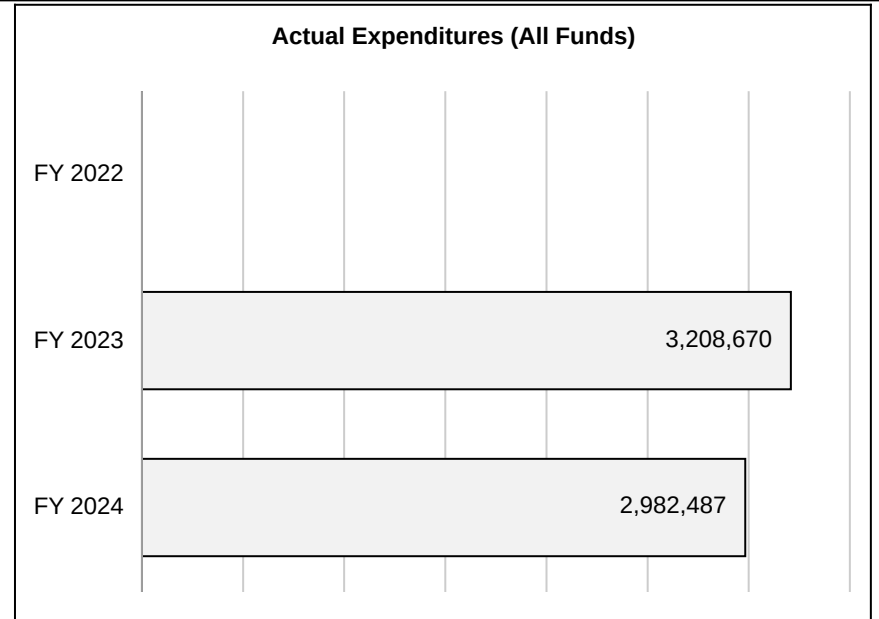 Actual Expenditures (All Funds)
FY 2022
FY 2023
3,208,670
FY 2024
2,982,487